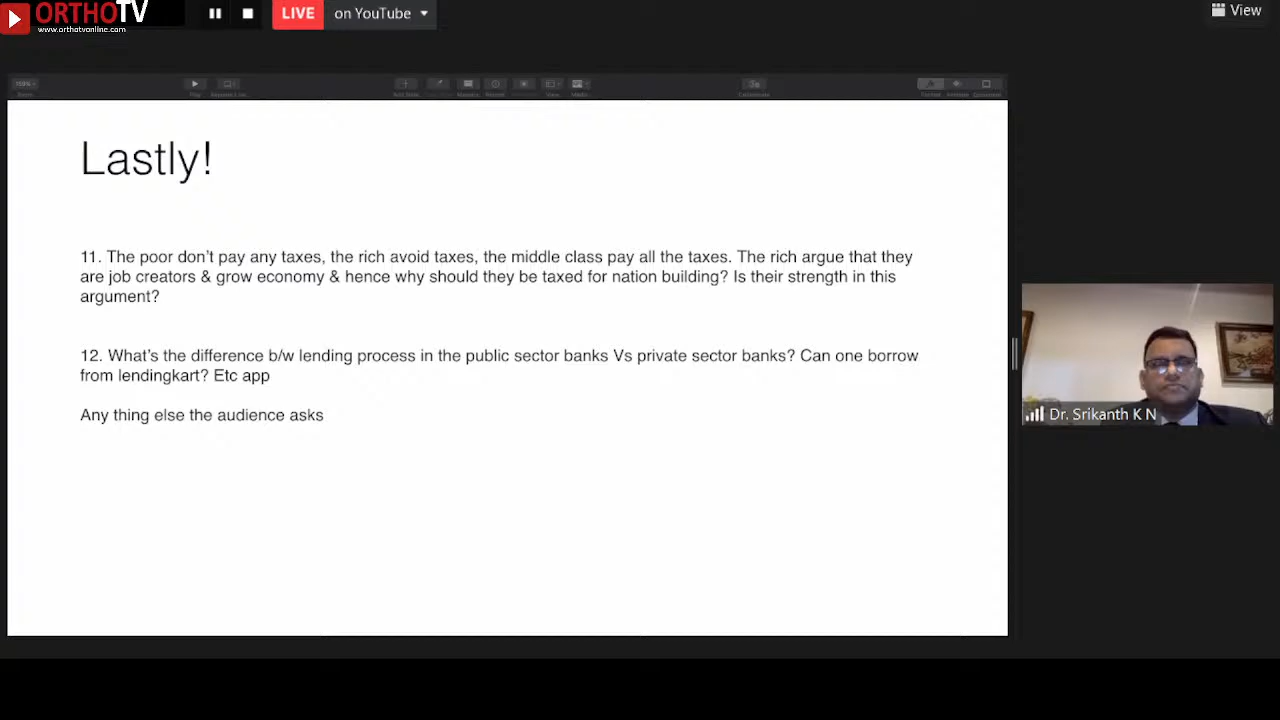 ORTHOTV
www.orthotvonline.com
LIVE on YouTube
View
Lastly!
11. The poor don't pay any taxes, the rich avoid taxes, the middle class pay all the taxes. The rich argue that they
are job creators & grow economy & hence why should they be taxed for nation building? Is their strength in this
argument?
12. What's the difference b/w lending process in the public sector banks Vs private sector banks? Can one borrow
from lendingkart? Etc app
Any thing else the audience asks
Dr. Srikanth K N